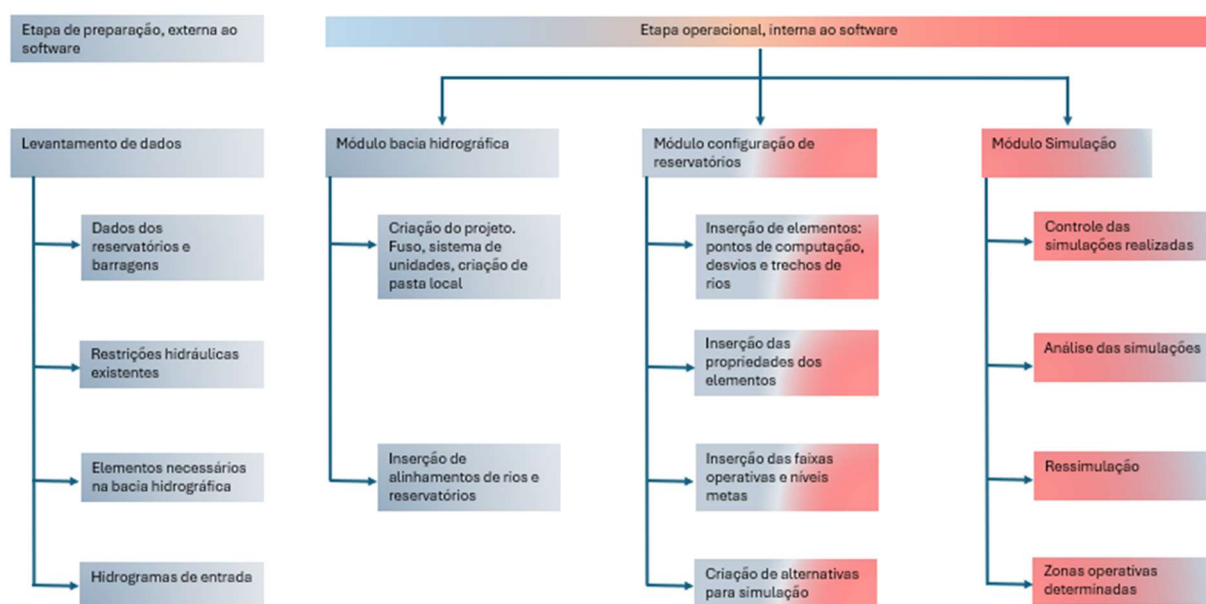 Etapa de preparação, externa ao
software
Etapa operacional, interna ao software
Levantamento de dados
Dados dos
reservatórios e
barragens
Restrições hidráulicas
existentes
Elementos necessários
na bacia hidrográfica
Hidrogramas de entrada
Módulo bacia hidrográfica
Criação do projeto.
Fuso, sistema de
unidades, criação de
pasta local
Inserção de
alinhamentos de rios e
reservatórios
Módulo configuração de
reservatórios
Inserção de elementos:
pontos de computação,
desvios e trechos de
rios
Inserção das
propriedades dos
elementos
Inserção das faixas
operativas e níveis
metas
Criação de alternativas
para simulação
Módulo Simulação
Controle das
simulações realizadas
Análise das simulações
Ressimulação
Zonas operativas
determinadas